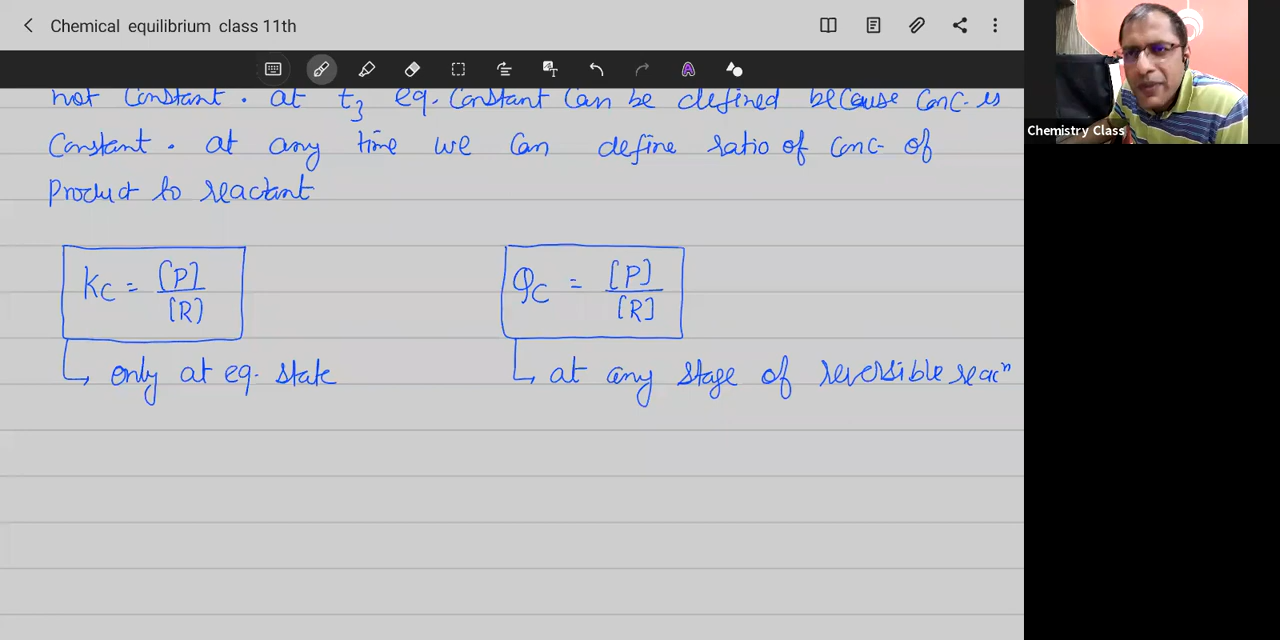 Chemical equilibrium class 11th
Chemistry Class
not constant. at t3 eq. constant can be defined because conc. is
constant. at any time we can define ratio of conc. of
product to reactant
Kc = [P] / [R]
Qc = [P] / [R]
only at eq. state
at any stage of reversible reacn